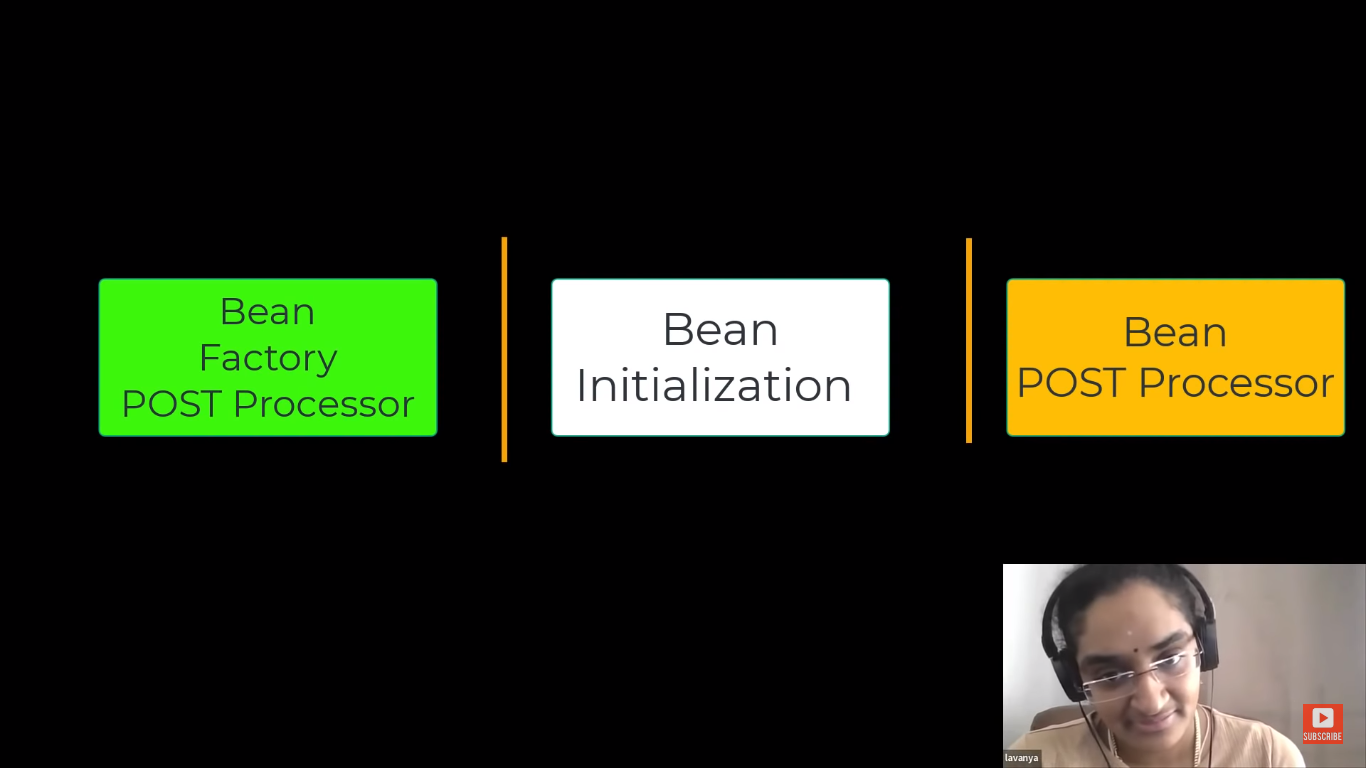 Bean
Factory
POST Processor
Bean
Initialization
Bean
POST Processor
lavanya
SUBSCRIBE